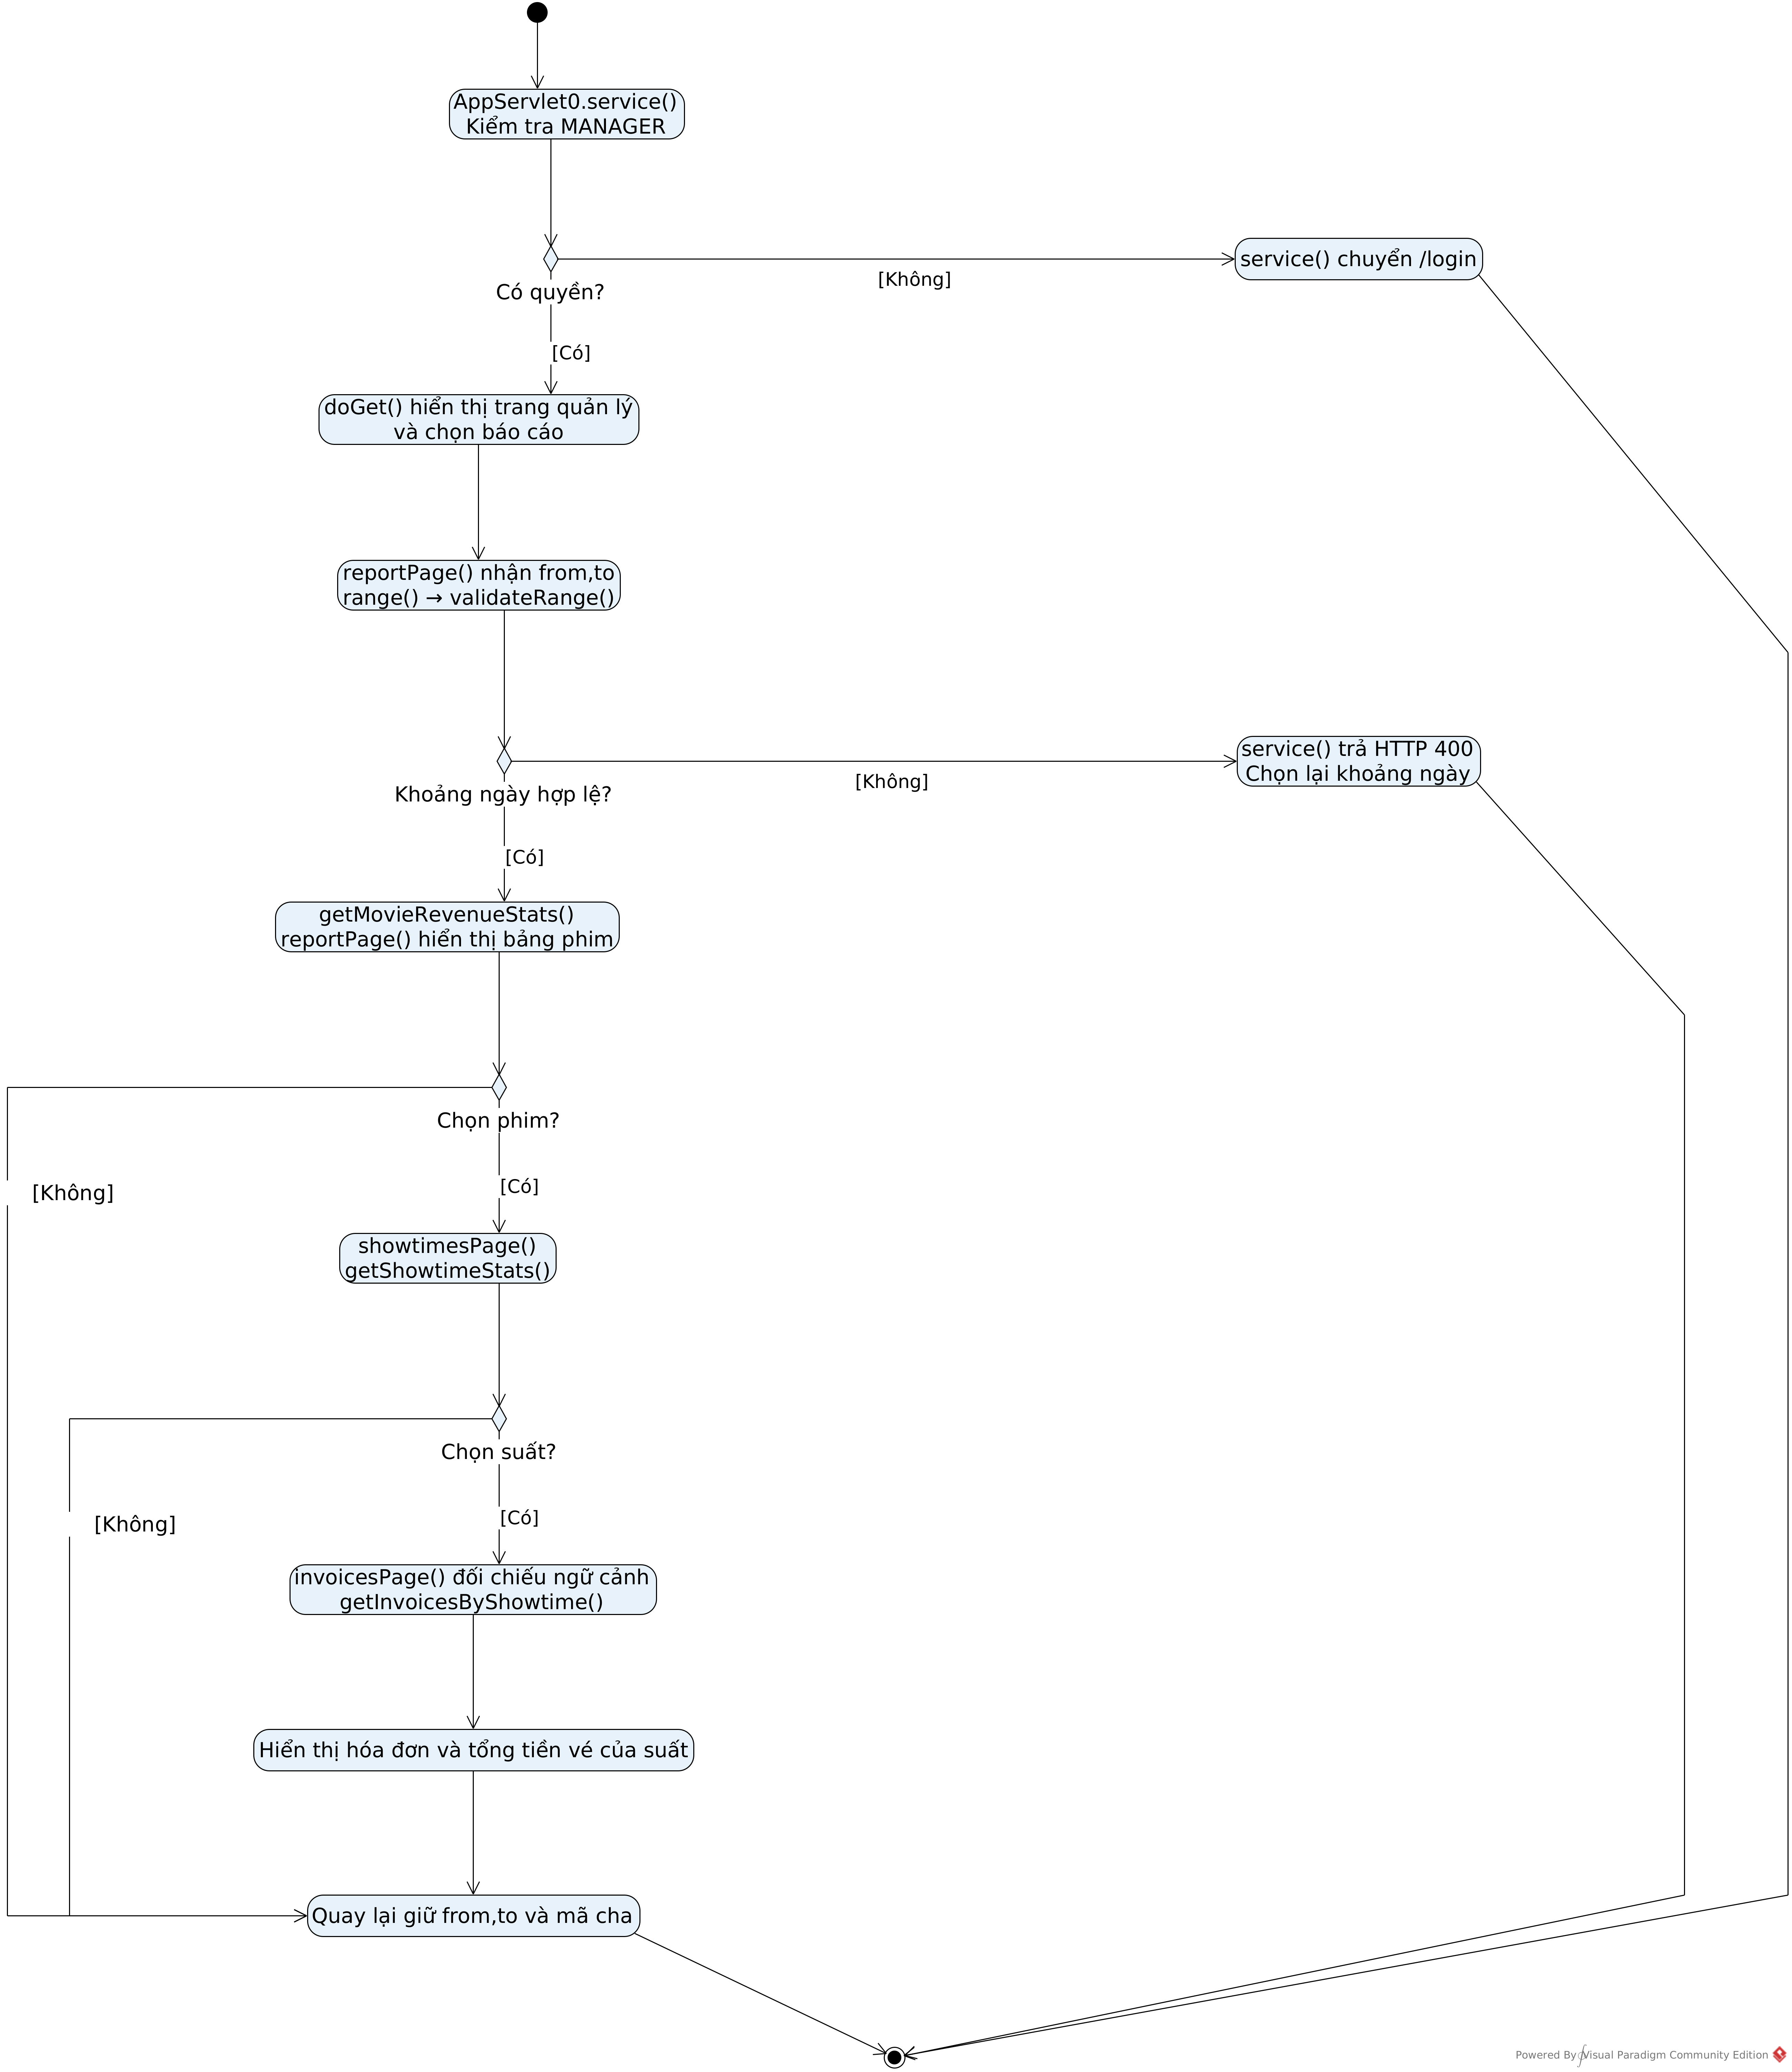 AppServlet0.service()
Kiểm tra MANAGER
service() chuyển /login
[Không]
Có quyền?
[Có]
doGet() hiển thị trang quản lý
và chọn báo cáo
reportPage() nhận from,to
range() → validateRange()
service() trả HTTP 400
Chọn lại khoảng ngày
[Không]
Khoảng ngày hợp lệ?
[Có]
getMovieRevenueStats()
reportPage() hiển thị bảng phim
Chọn phim?
[Có]
[Không]
showtimesPage()
getShowtimeStats()
Chọn suất?
[Có]
[Không]
invoicesPage() đối chiếu ngữ cảnh
getInvoicesByShowtime()
Hiển thị hóa đơn và tổng tiền vé của suất
Quay lại giữ from,to và mã cha
Powered By Visual Paradigm Community Edition